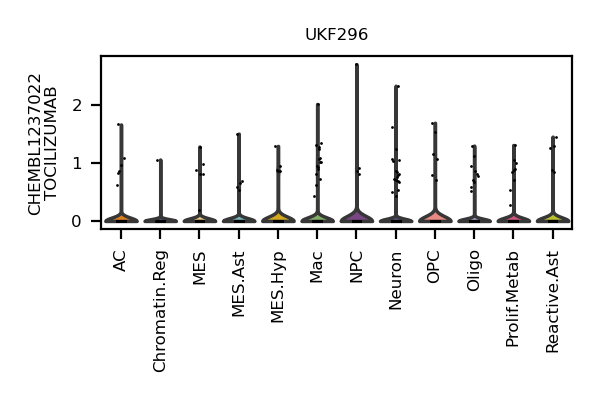 UKF296
CHEMBL1237022
TOCILIZUMAB
2
1
0
AC
Chromatin.Reg
MES
MES.Ast
MES.Hyp
Mac
NPC
Neuron
OPC
Oligo
Prolif.Metab
Reactive.Ast